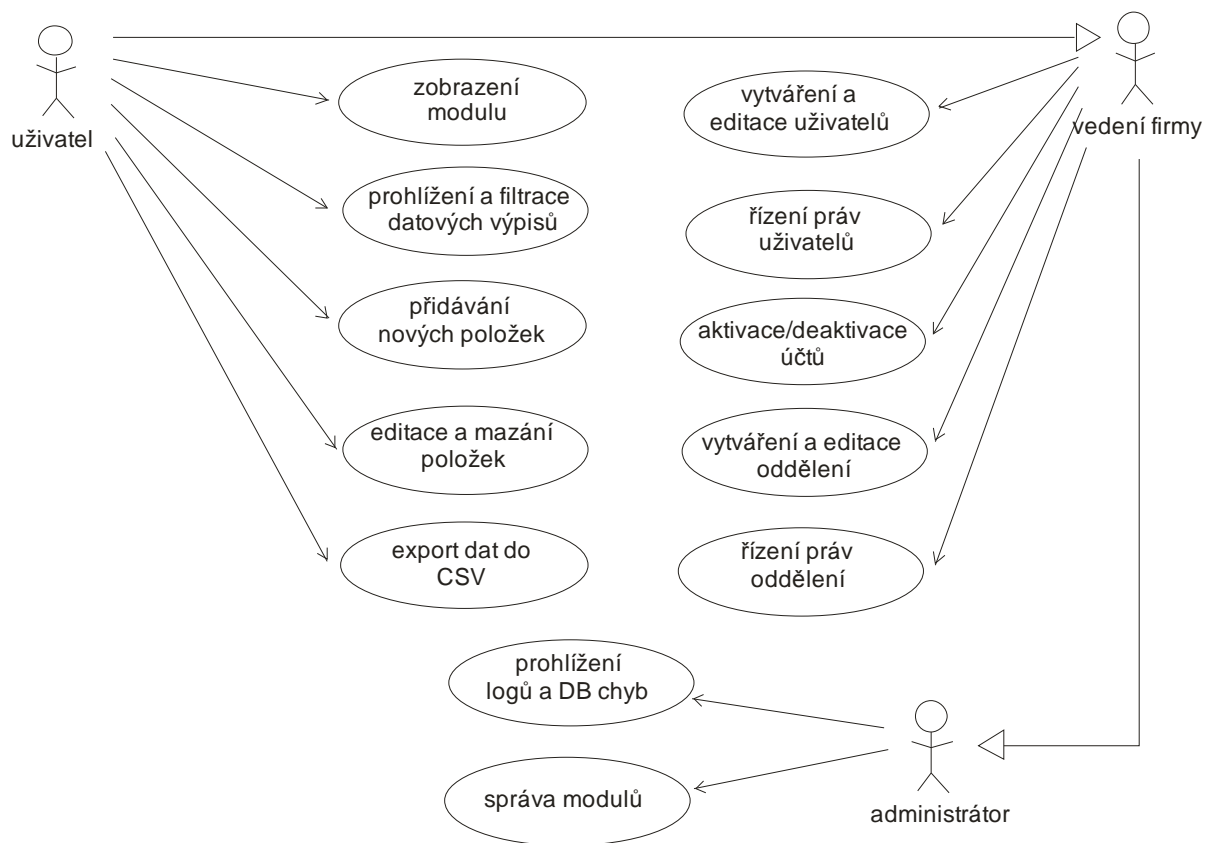 zobrazení
modulu
vytváření a
editace uživatelů
uživatel
vedení firmy
prohlížení a filtrace
datových výpisů
řízení práv
uživatelů
přidávání
nových položek
aktivace/deaktivace
účtů
editace a mazání
položek
vytváření a editace
oddělení
export dat do
CSV
řízení práv
oddělení
prohlížení
logů a DB chyb
správa modulů
administrátor